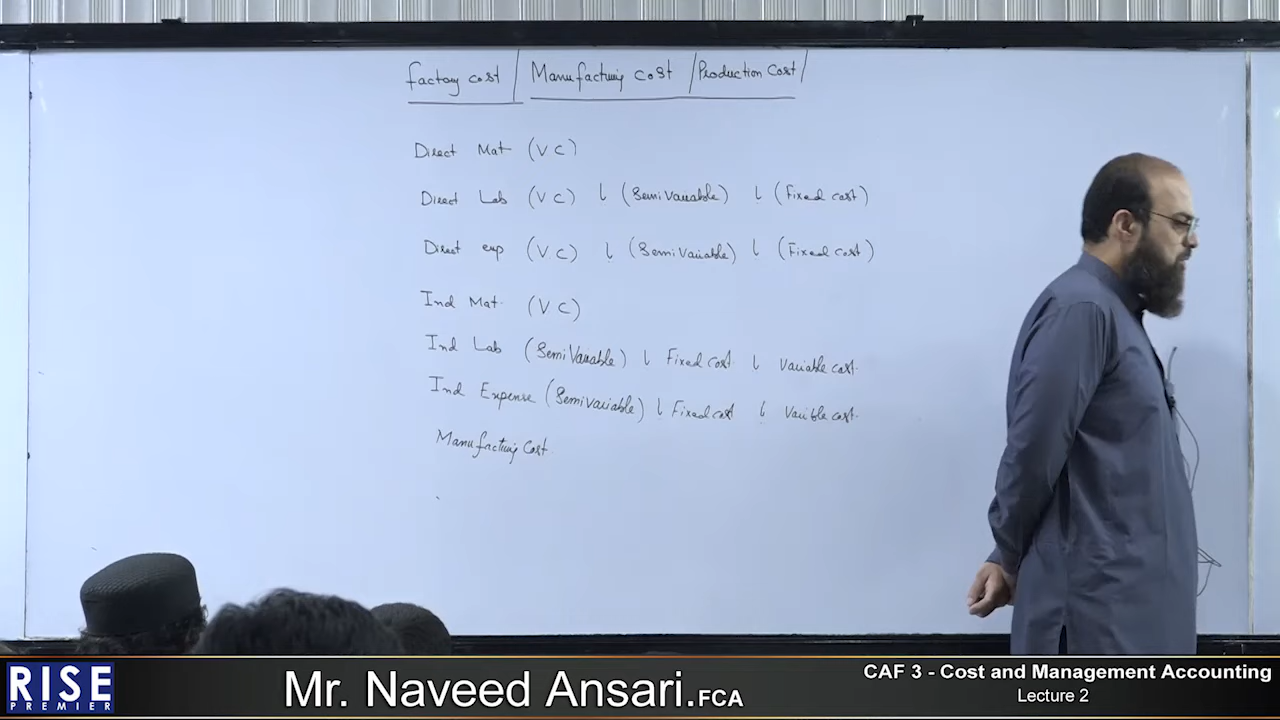 Factory cost / Manufacturing cost / Production Cost /
Direct Mat (V C)
Direct Lab (V C) ل (Semi Variable) ل (Fixed cost)
Direct exp (V C) ل (Semi Variable) ل (Fixed cost)
Ind Mat. (V C)
Ind Lab (Semi Variable) ل Fixed cost ل Variable cost.
Ind Expense (Semi Variable) ل Fixed cost ل Varible cost.
Manufacturing Cost.
RISE
PREMIER
Mr. Naveed Ansari.FCA
CAF 3 - Cost and Management Accounting
Lecture 2